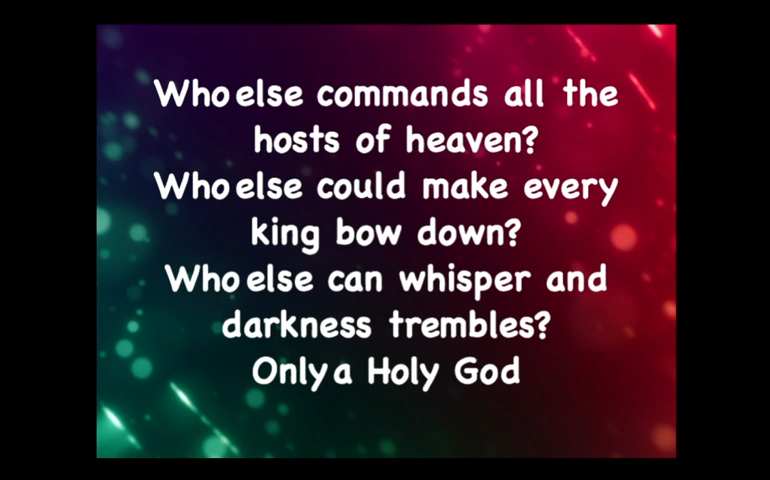 Who else commands all the
hosts of heaven?
Who else could make every
king bow down?
Who else can whisper and
darkness trembles?
Only a Holy God